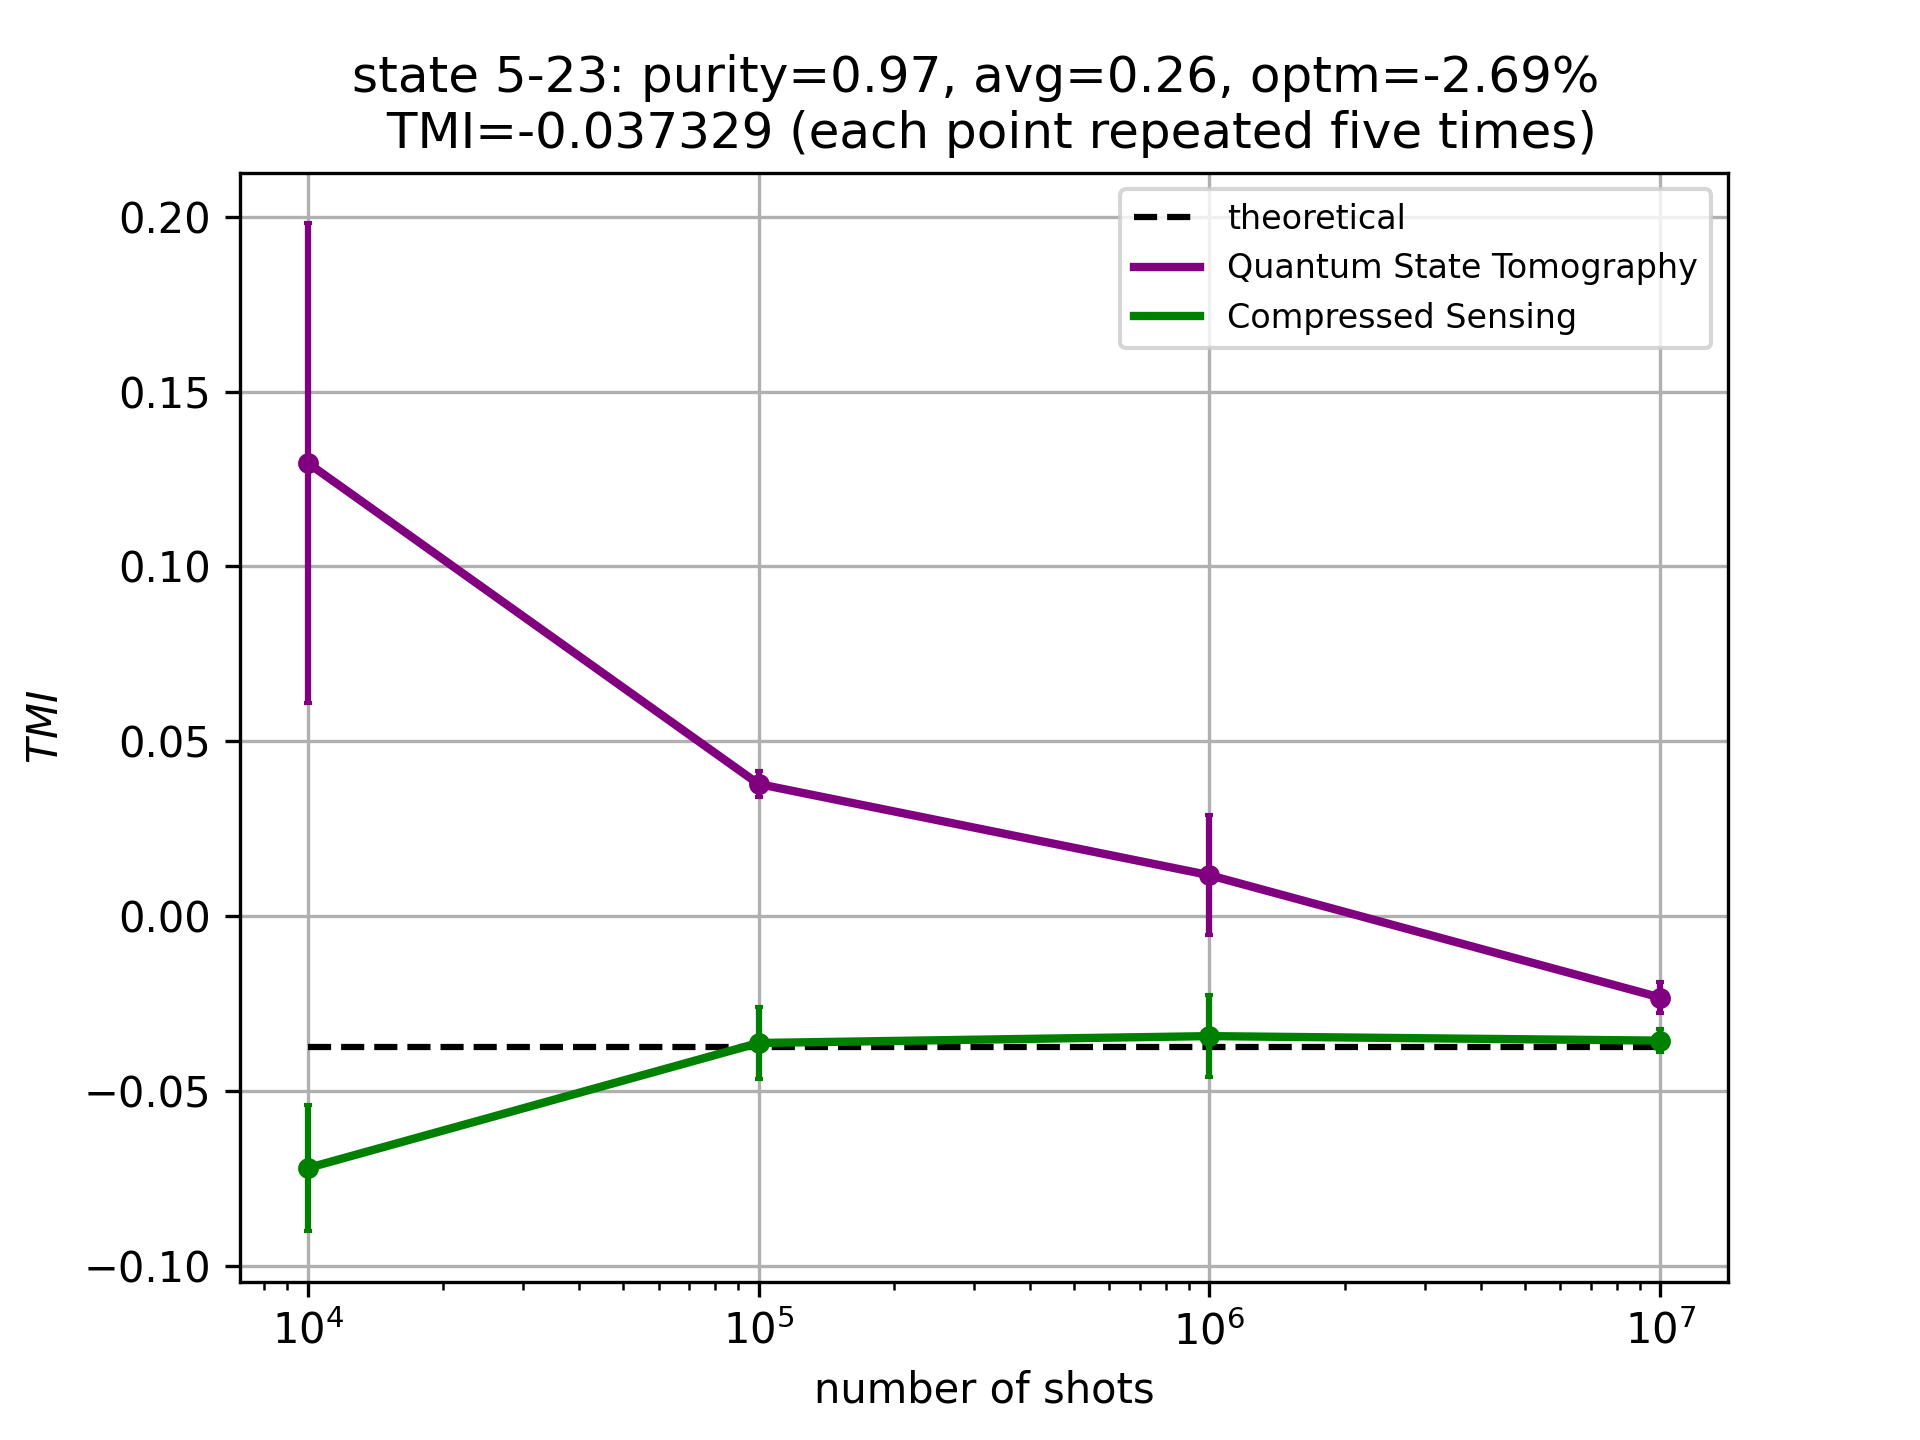 state 5-23: purity=0.97, avg=0.26, optm=-2.69%
TMI=-0.037329 (each point repeated five times)
theoretical
Quantum State Tomography
Compressed Sensing
TMI
0.20
0.15
0.10
0.05
0.00
−0.05
−0.10
10⁴ 10⁵ 10⁶ 10⁷
number of shots